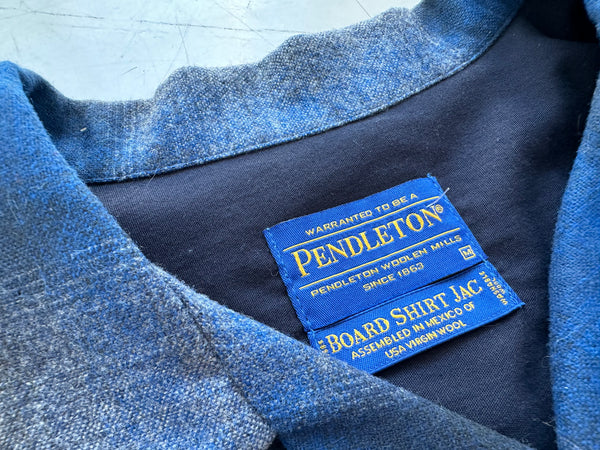 WARRANTED TO BE A
PENDLETON®
PENDLETON WOOLEN MILLS
SINCE 1863
M
BOARD SHIRT JAC
ASSEMBLED IN MEXICO OF
USA VIRGIN WOOL
WASHABLE